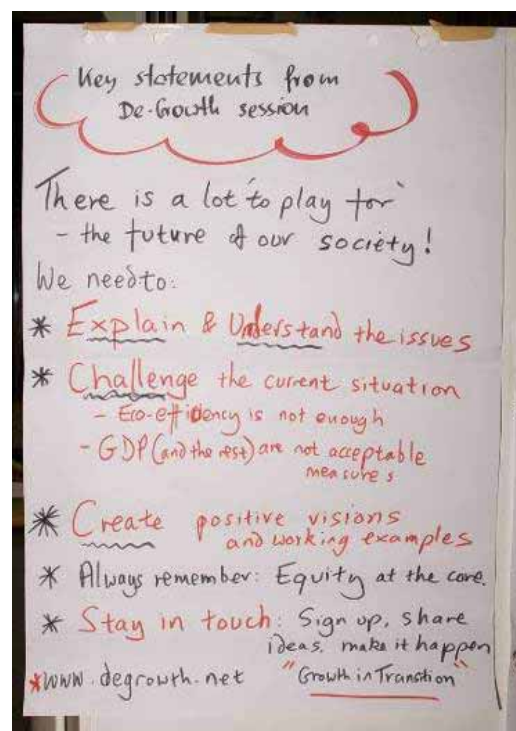 Key statements from
De-Growth session
There is a lot "to play for"
- the future of our society!
We need to:
* Explain & Understand the issues
* Challenge the current situation
- Eco-efficiency is not enough
- GDP (and the rest) are not acceptable
measures
* Create positive visions
and working examples
* Always remember: Equity at the core.
* Stay in touch: Sign up, share
ideas, make it happen
*www.degrowth.net "Growth in Transition"